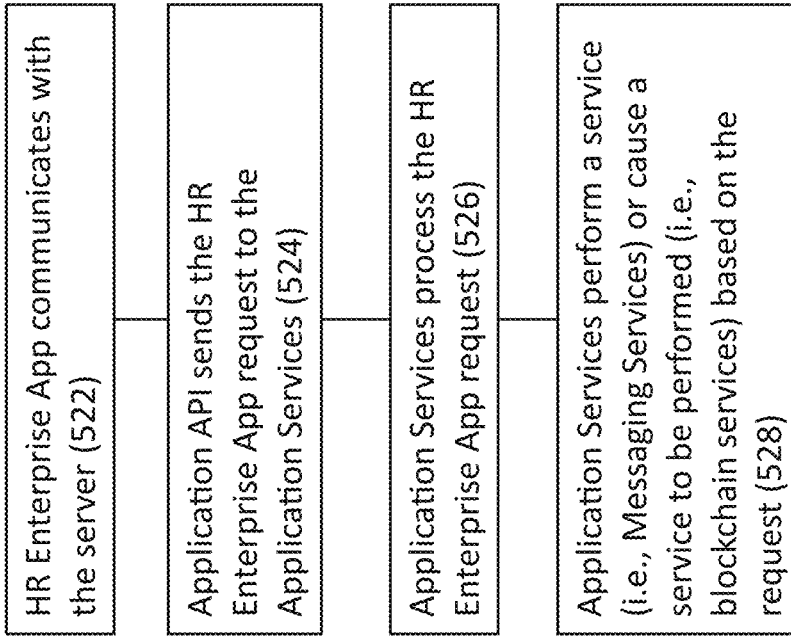 HR Enterprise App communicates with
the server (522)
Application API sends the HR
Enterprise App request to the
Application Services (524)
Application Services process the HR
Enterprise App request (526)
Application Services perform a service
(i.e., Messaging Services) or cause a
service to be performed (i.e.,
blockchain services) based on the
request (528)